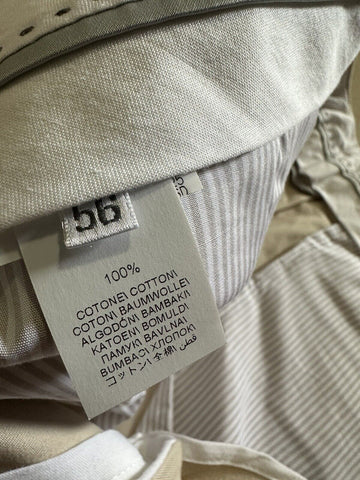 56
100%
COTONE\ COTTON\
COTON\ BAUMWOLLE\
ALGODÓN\ BAMBAKI\
KATOEN\ BOMULD\
ΠΑΜΥΚ\ BAVLNA\
BUMBAC\ ХЛОПОК\
コットン\ 全棉\ قطن